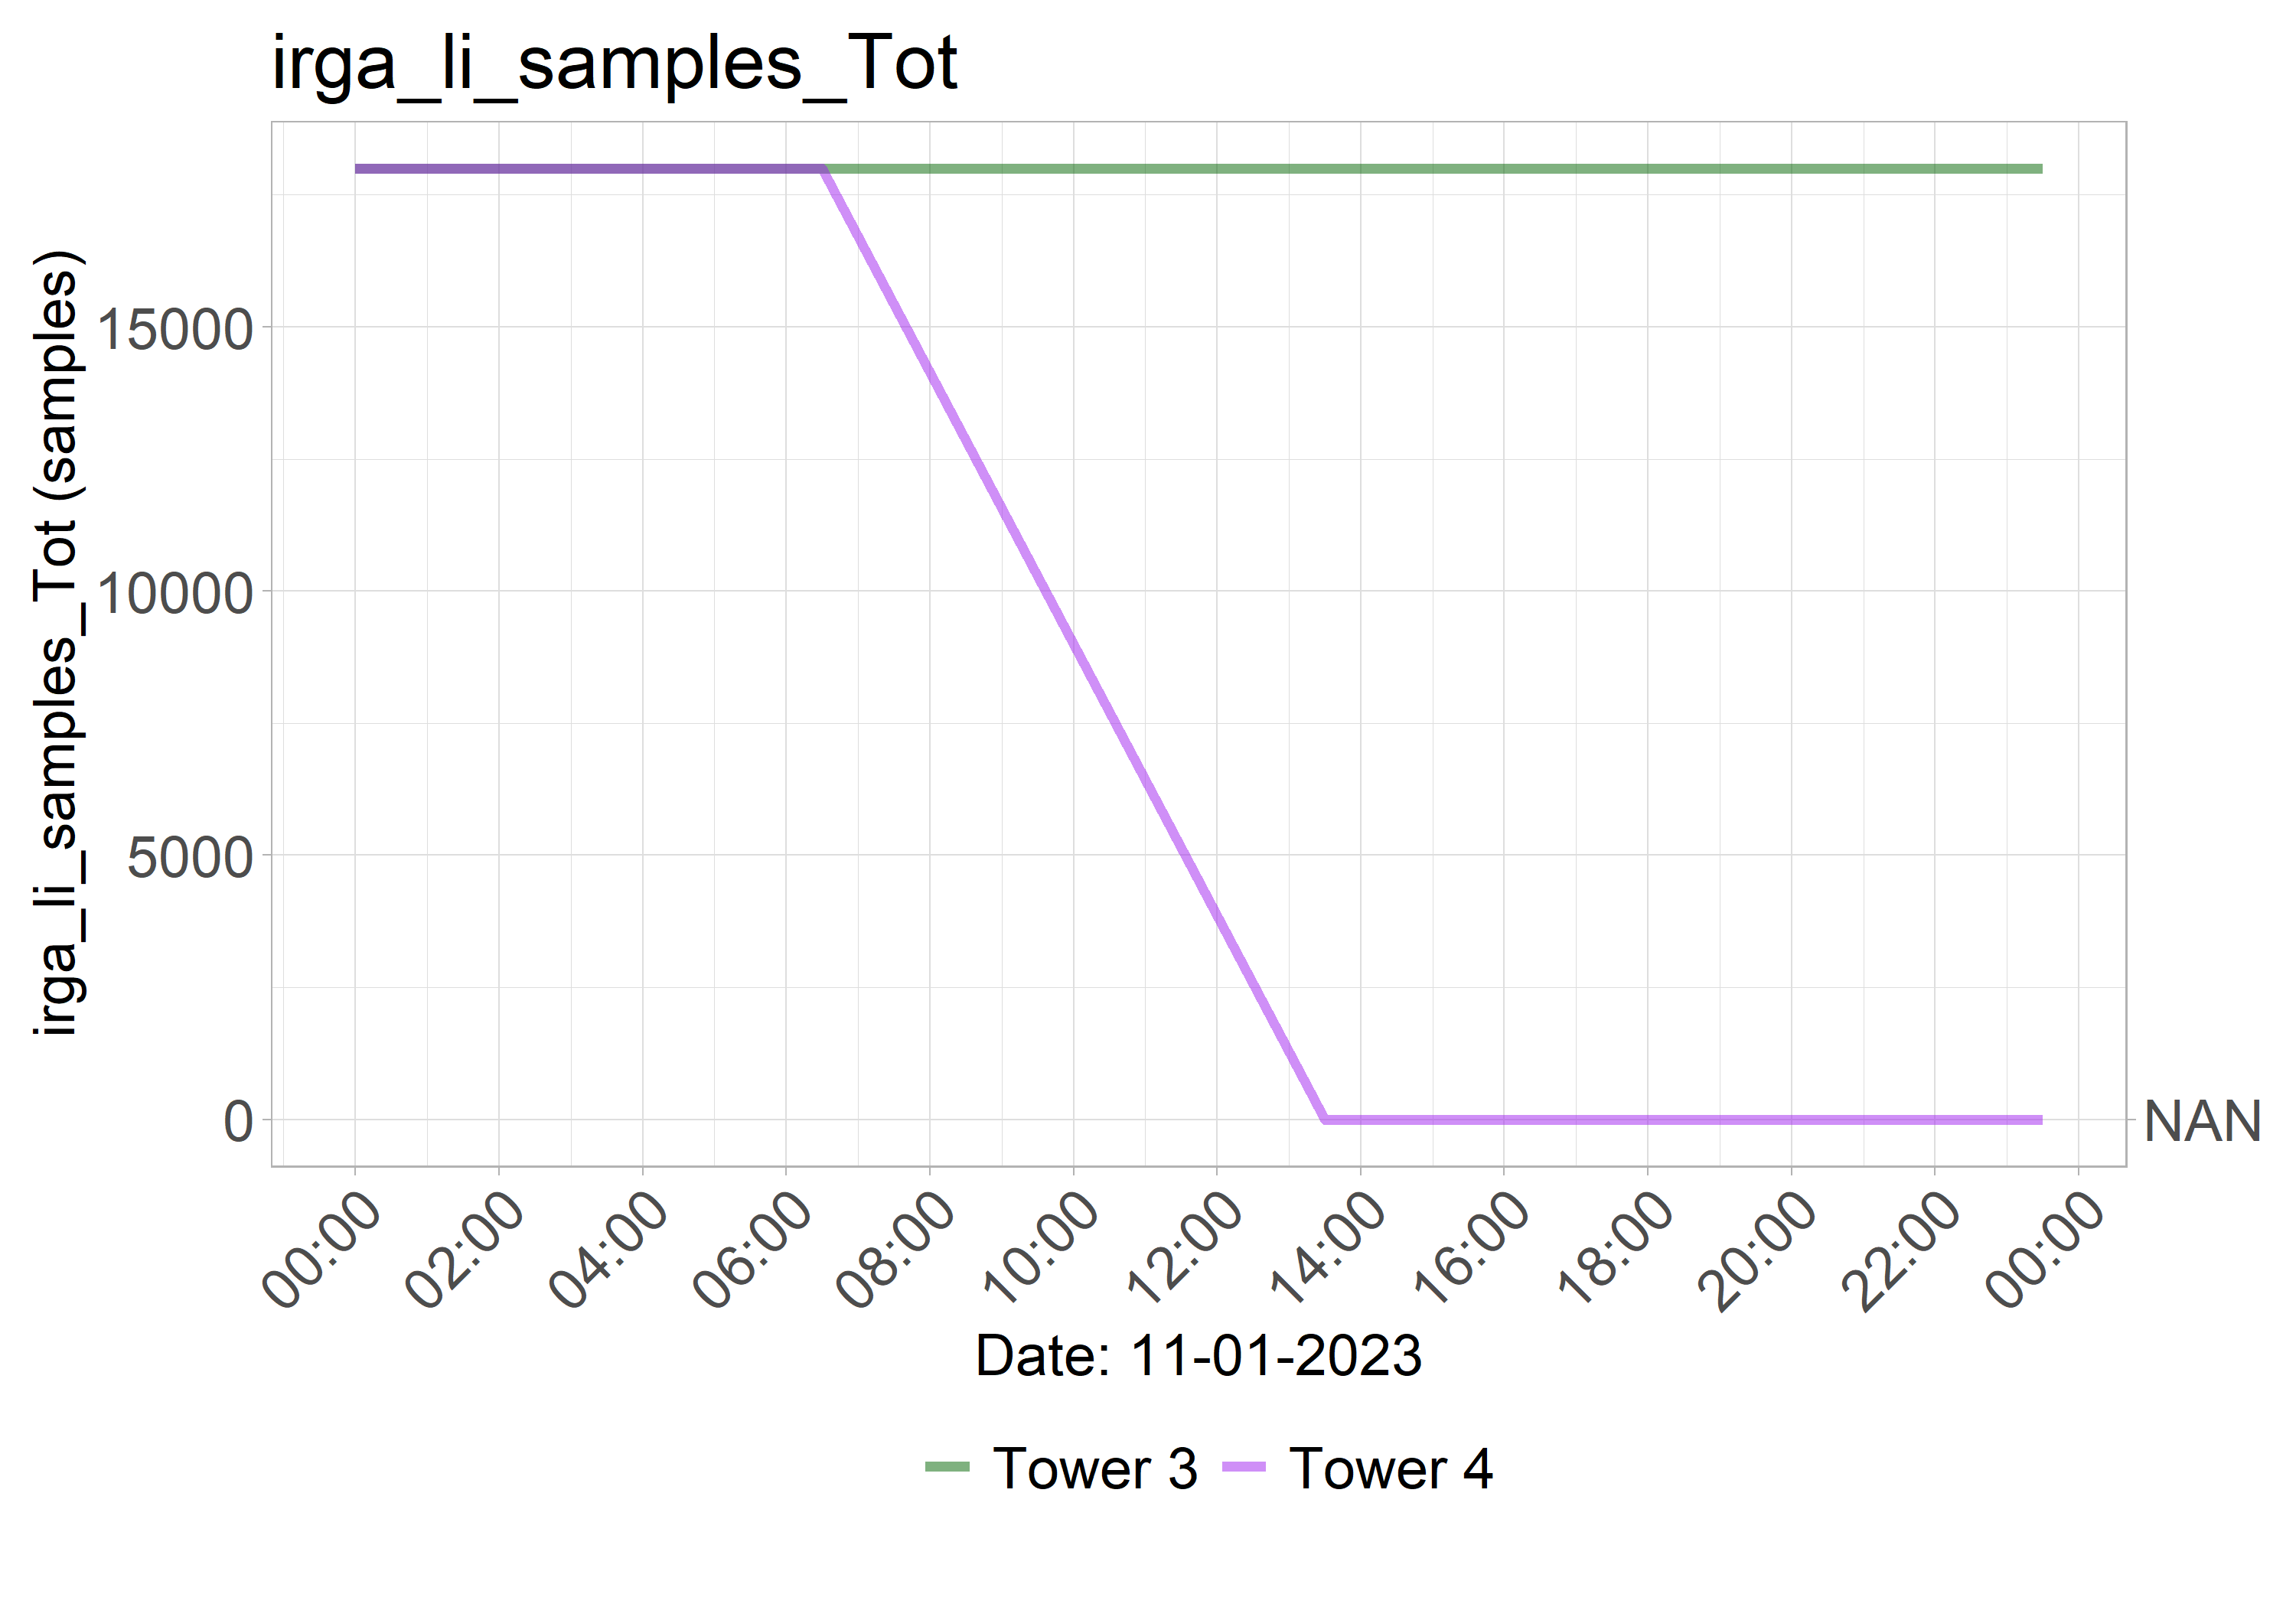 irga_li_samples_Tot
irga_li_samples_Tot (samples)
15000
10000
5000
0
NAN
00:00 02:00 04:00 06:00 08:00 10:00 12:00 14:00 16:00 18:00 20:00 22:00 00:00
Date: 11-01-2023
Tower 3 Tower 4